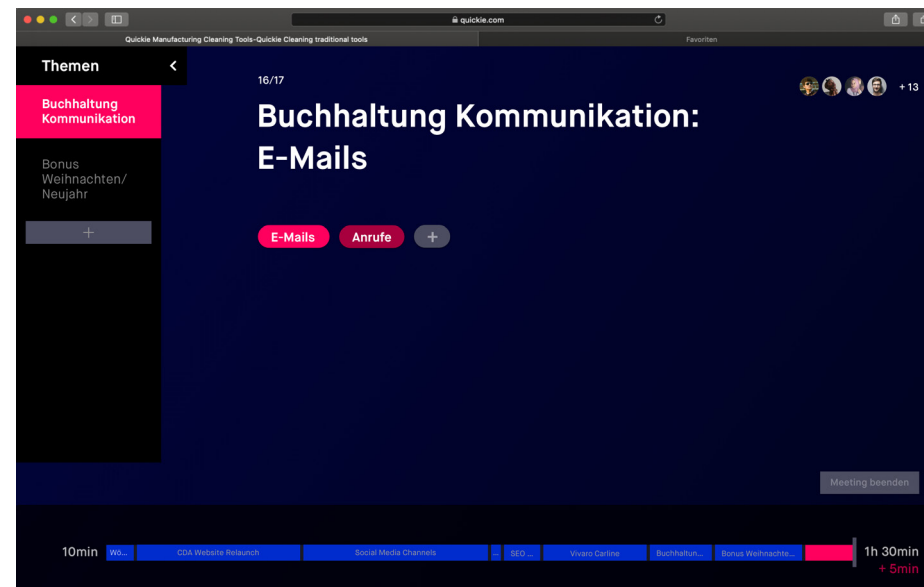 quickie.com
Quickie Manufacturing Cleaning Tools-Quickie Cleaning traditional tools
Favoriten
Themen
Buchhaltung
Kommunikation
Bonus
Weihnachten/
Neujahr
+
16/17
+ 13
Buchhaltung Kommunikation:
E-Mails
E-Mails Anrufe +
Meeting beenden
10min Wö... CDA Website Relaunch Social Media Channels ... SEO ... Vivaro Carline Buchhaltun... Bonus Weihnachte... 1h 30min
+ 5min